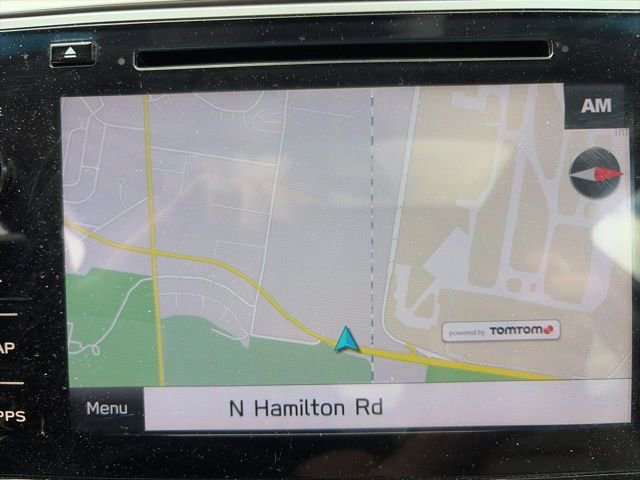 AM
powered by TOMTOM
AP
PPS
Menu
N Hamilton Rd